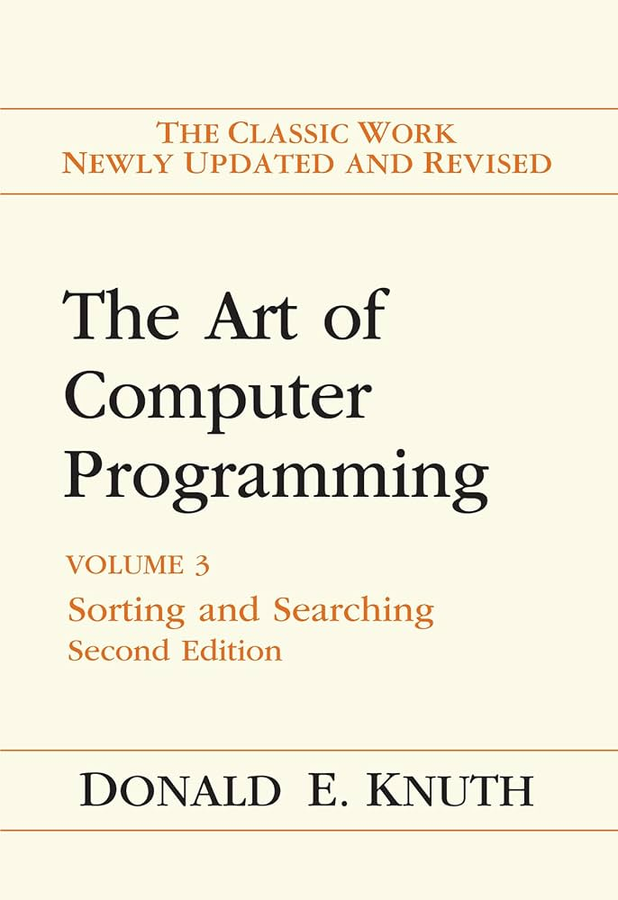 THE CLASSIC WORK
NEWLY UPDATED AND REVISED
The Art of
Computer
Programming
VOLUME 3
Sorting and Searching
Second Edition
DONALD E. KNUTH